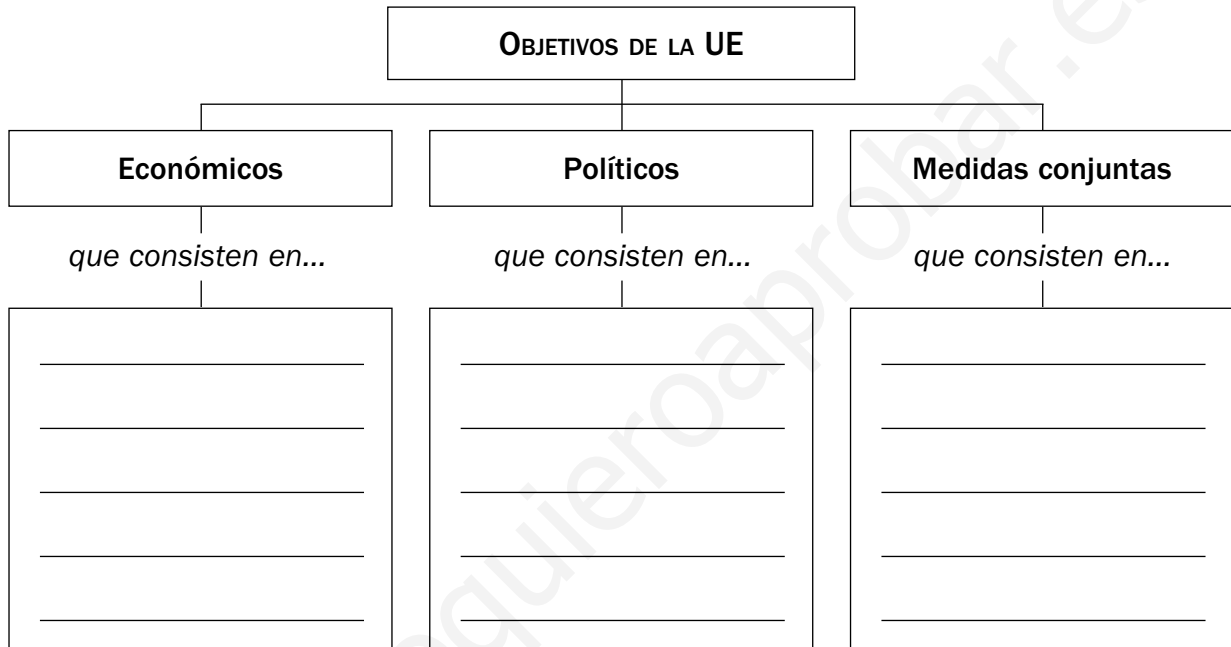 OBJETIVOS DE LA UE
Económicos
Políticos
Medidas conjuntas
que consisten en...
que consisten en...
que consisten en...